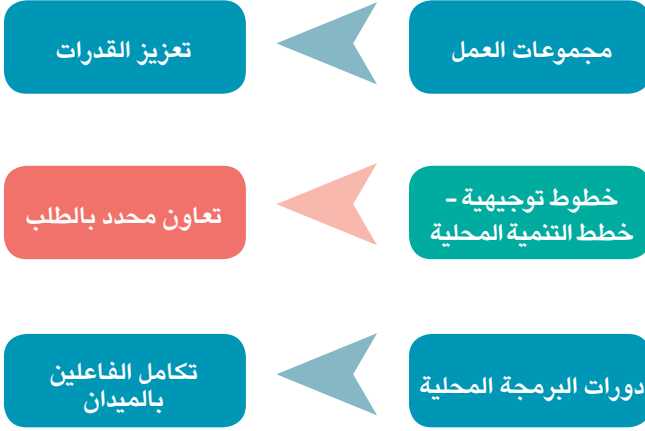 مجموعات العمل
تعزيز القدرات
خطوط توجيهية –
خطط التنمية المحلية
تعاون محدد بالطلب
دورات البرمجة المحلية
تكامل الفاعلين
بالميدان